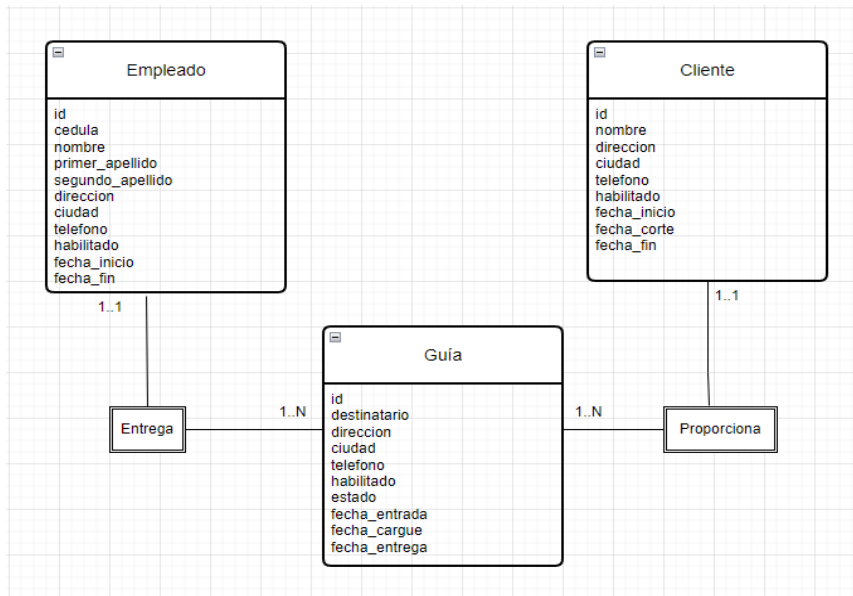 Empleado
id
cedula
nombre
primer_apellido
segundo_apellido
direccion
ciudad
telefono
habilitado
fecha_inicio
fecha_fin
Cliente
id
nombre
direccion
ciudad
telefono
habilitado
fecha_inicio
fecha_corte
fecha_fin
1..1
1..1
Guía
id
destinatario
direccion
ciudad
telefono
habilitado
estado
fecha_entrada
fecha_cargue
fecha_entrega
Entrega
1..N
1..N
Proporciona